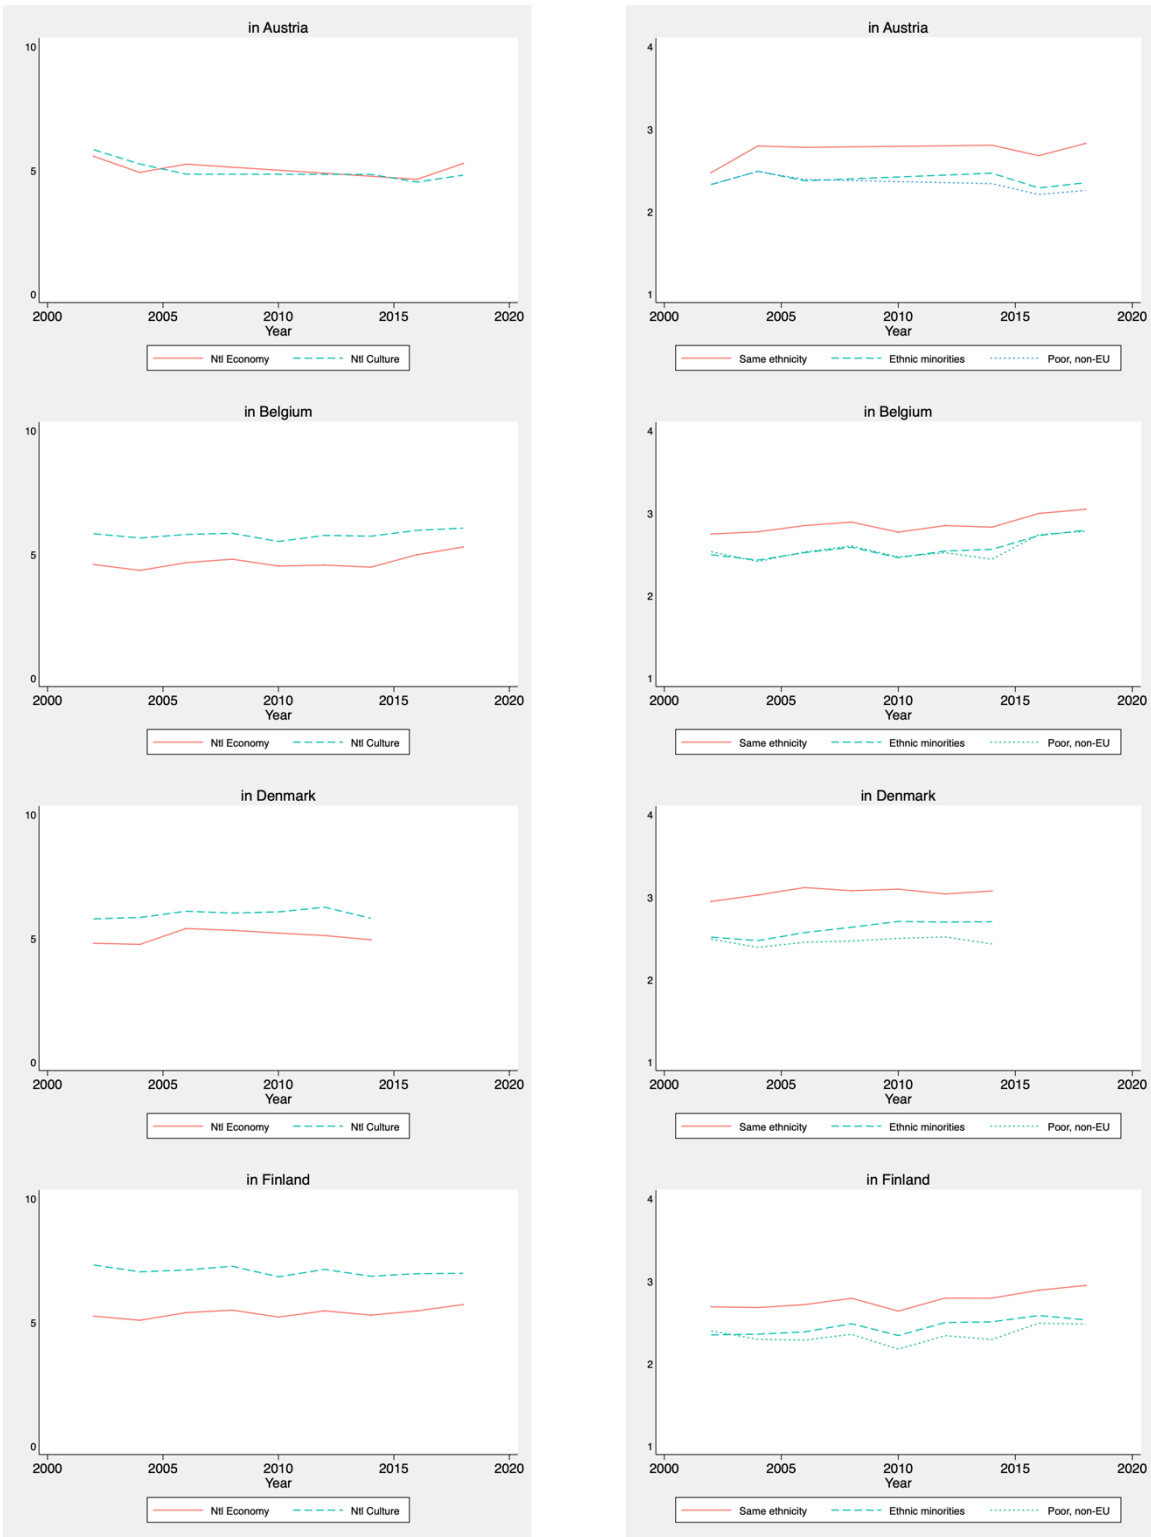 in Austria
10
5
0
2000 2005 2010 2015 2020
Year
Ntl Economy Ntl Culture
in Austria
4
3
2
1
2000 2005 2010 2015 2020
Year
Same ethnicity Ethnic minorities Poor, non-EU
in Belgium
10
5
0
2000 2005 2010 2015 2020
Year
Ntl Economy Ntl Culture
in Belgium
4
3
2
1
2000 2005 2010 2015 2020
Year
Same ethnicity Ethnic minorities Poor, non-EU
in Denmark
10
5
0
2000 2005 2010 2015 2020
Year
Ntl Economy Ntl Culture
in Denmark
4
3
2
1
2000 2005 2010 2015 2020
Year
Same ethnicity Ethnic minorities Poor, non-EU
in Finland
10
5
0
2000 2005 2010 2015 2020
Year
Ntl Economy Ntl Culture
in Finland
4
3
2
1
2000 2005 2010 2015 2020
Year
Same ethnicity Ethnic minorities Poor, non-EU